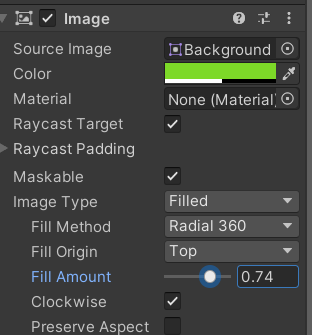 Image
Source Image Background
Color
Material None (Material)
Raycast Target
Raycast Padding
Maskable
Image Type Filled
Fill Method Radial 360
Fill Origin Top
Fill Amount 0.74
Clockwise
Preserve Aspect